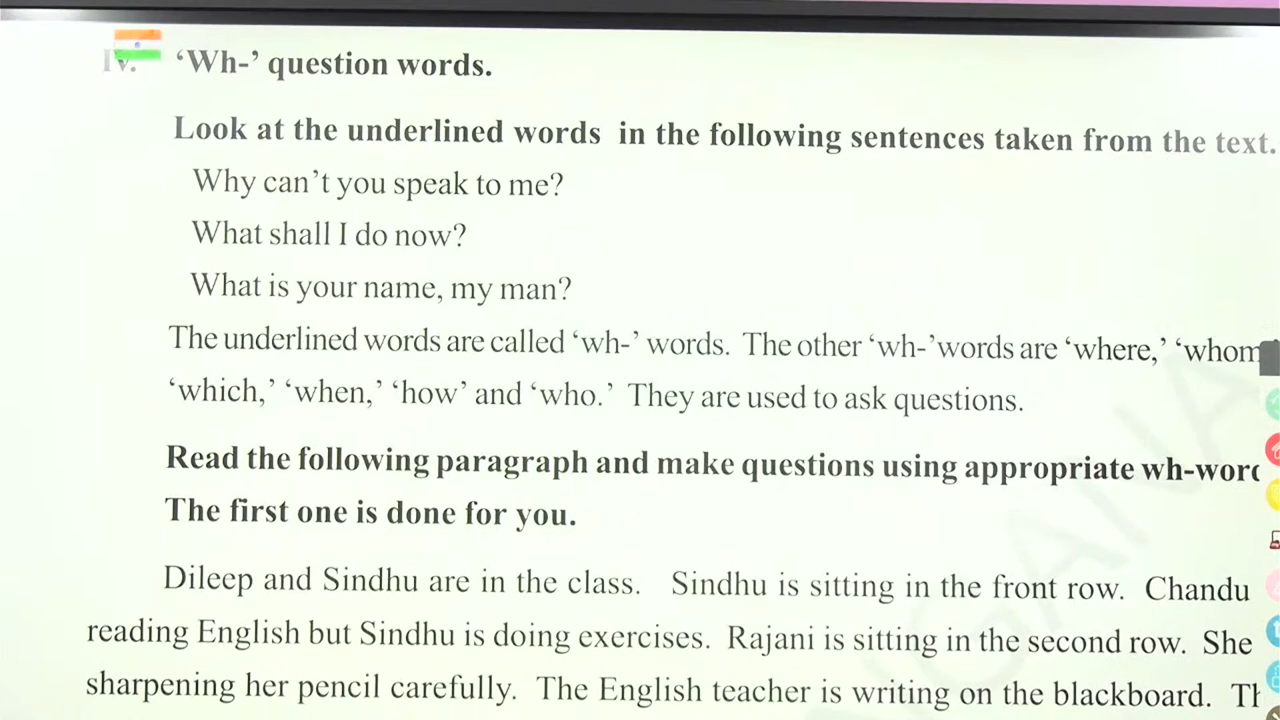 IV. ‘Wh-’ question words.
Look at the underlined words in the following sentences taken from the text.
Why can’t you speak to me?
What shall I do now?
What is your name, my man?
The underlined words are called ‘wh-’ words. The other ‘wh-’words are ‘where,’ ‘whom
‘which,’ ‘when,’ ‘how’ and ‘who.’ They are used to ask questions.
Read the following paragraph and make questions using appropriate
The first one is done for you.
Dileep and Sindhu are in the class. Sindhu is sitting in the front row. Chandu
reading English but Sindhu is doing exercises. Rajani is sitting in the second row. She
sharpening her pencil carefully. The English teacher is writing on the blackboard.